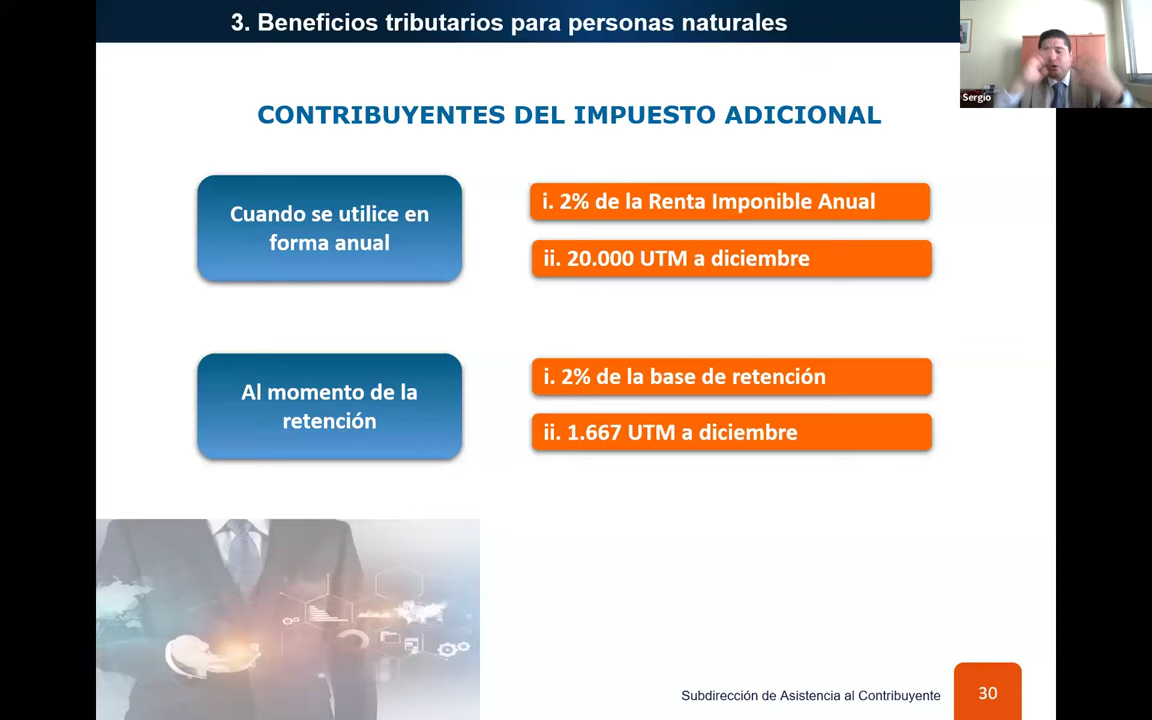 3. Beneficios tributarios para personas naturales
Sergio
CONTRIBUYENTES DEL IMPUESTO ADICIONAL
Cuando se utilice en
forma anual
i. 2% de la Renta Imponible Anual
ii. 20.000 UTM a diciembre
Al momento de la
retención
i. 2% de la base de retención
ii. 1.667 UTM a diciembre
Subdirección de Asistencia al Contribuyente
30